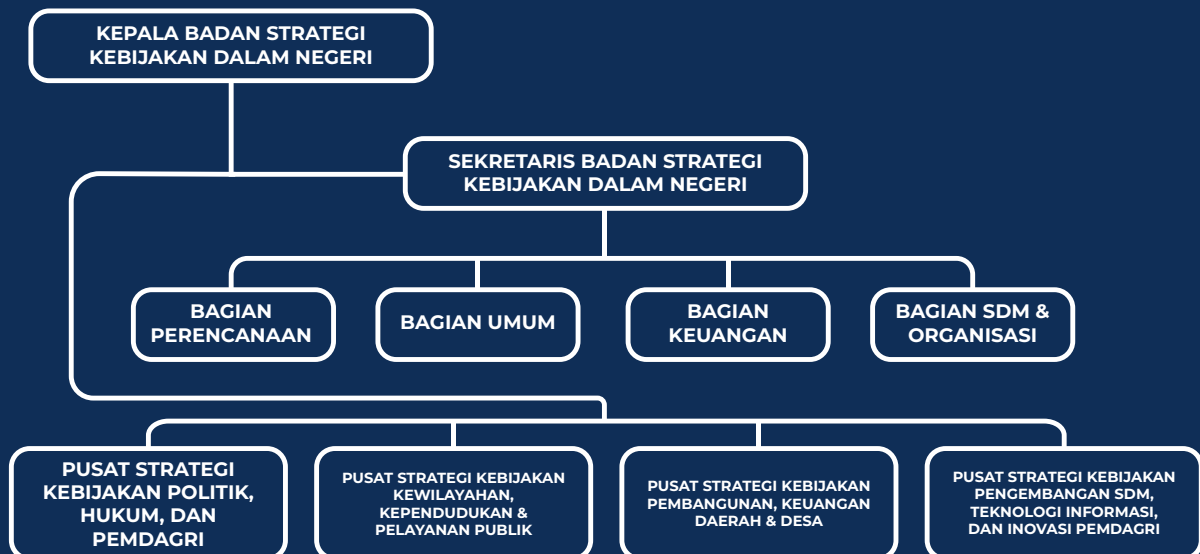 KEPALA BADAN STRATEGI
KEBIJAKAN DALAM NEGERI
SEKRETARIS BADAN STRATEGI
KEBIJAKAN DALAM NEGERI
BAGIAN
PERENCANAAN
BAGIAN UMUM
BAGIAN
KEUANGAN
BAGIAN SDM &
ORGANISASI
PUSAT STRATEGI
KEBIJAKAN POLITIK,
HUKUM, DAN
PEMDAGRI
PUSAT STRATEGI KEBIJAKAN
KEWILAYAHAN,
KEPENDUDUKAN &
PELAYANAN PUBLIK
PUSAT STRATEGI KEBIJAKAN
PEMBANGUNAN, KEUANGAN
DAERAH & DESA
PUSAT STRATEGI KEBIJAKAN
PENGEMBANGAN SDM,
TEKNOLOGI INFORMASI,
DAN INOVASI PEMDAGRI